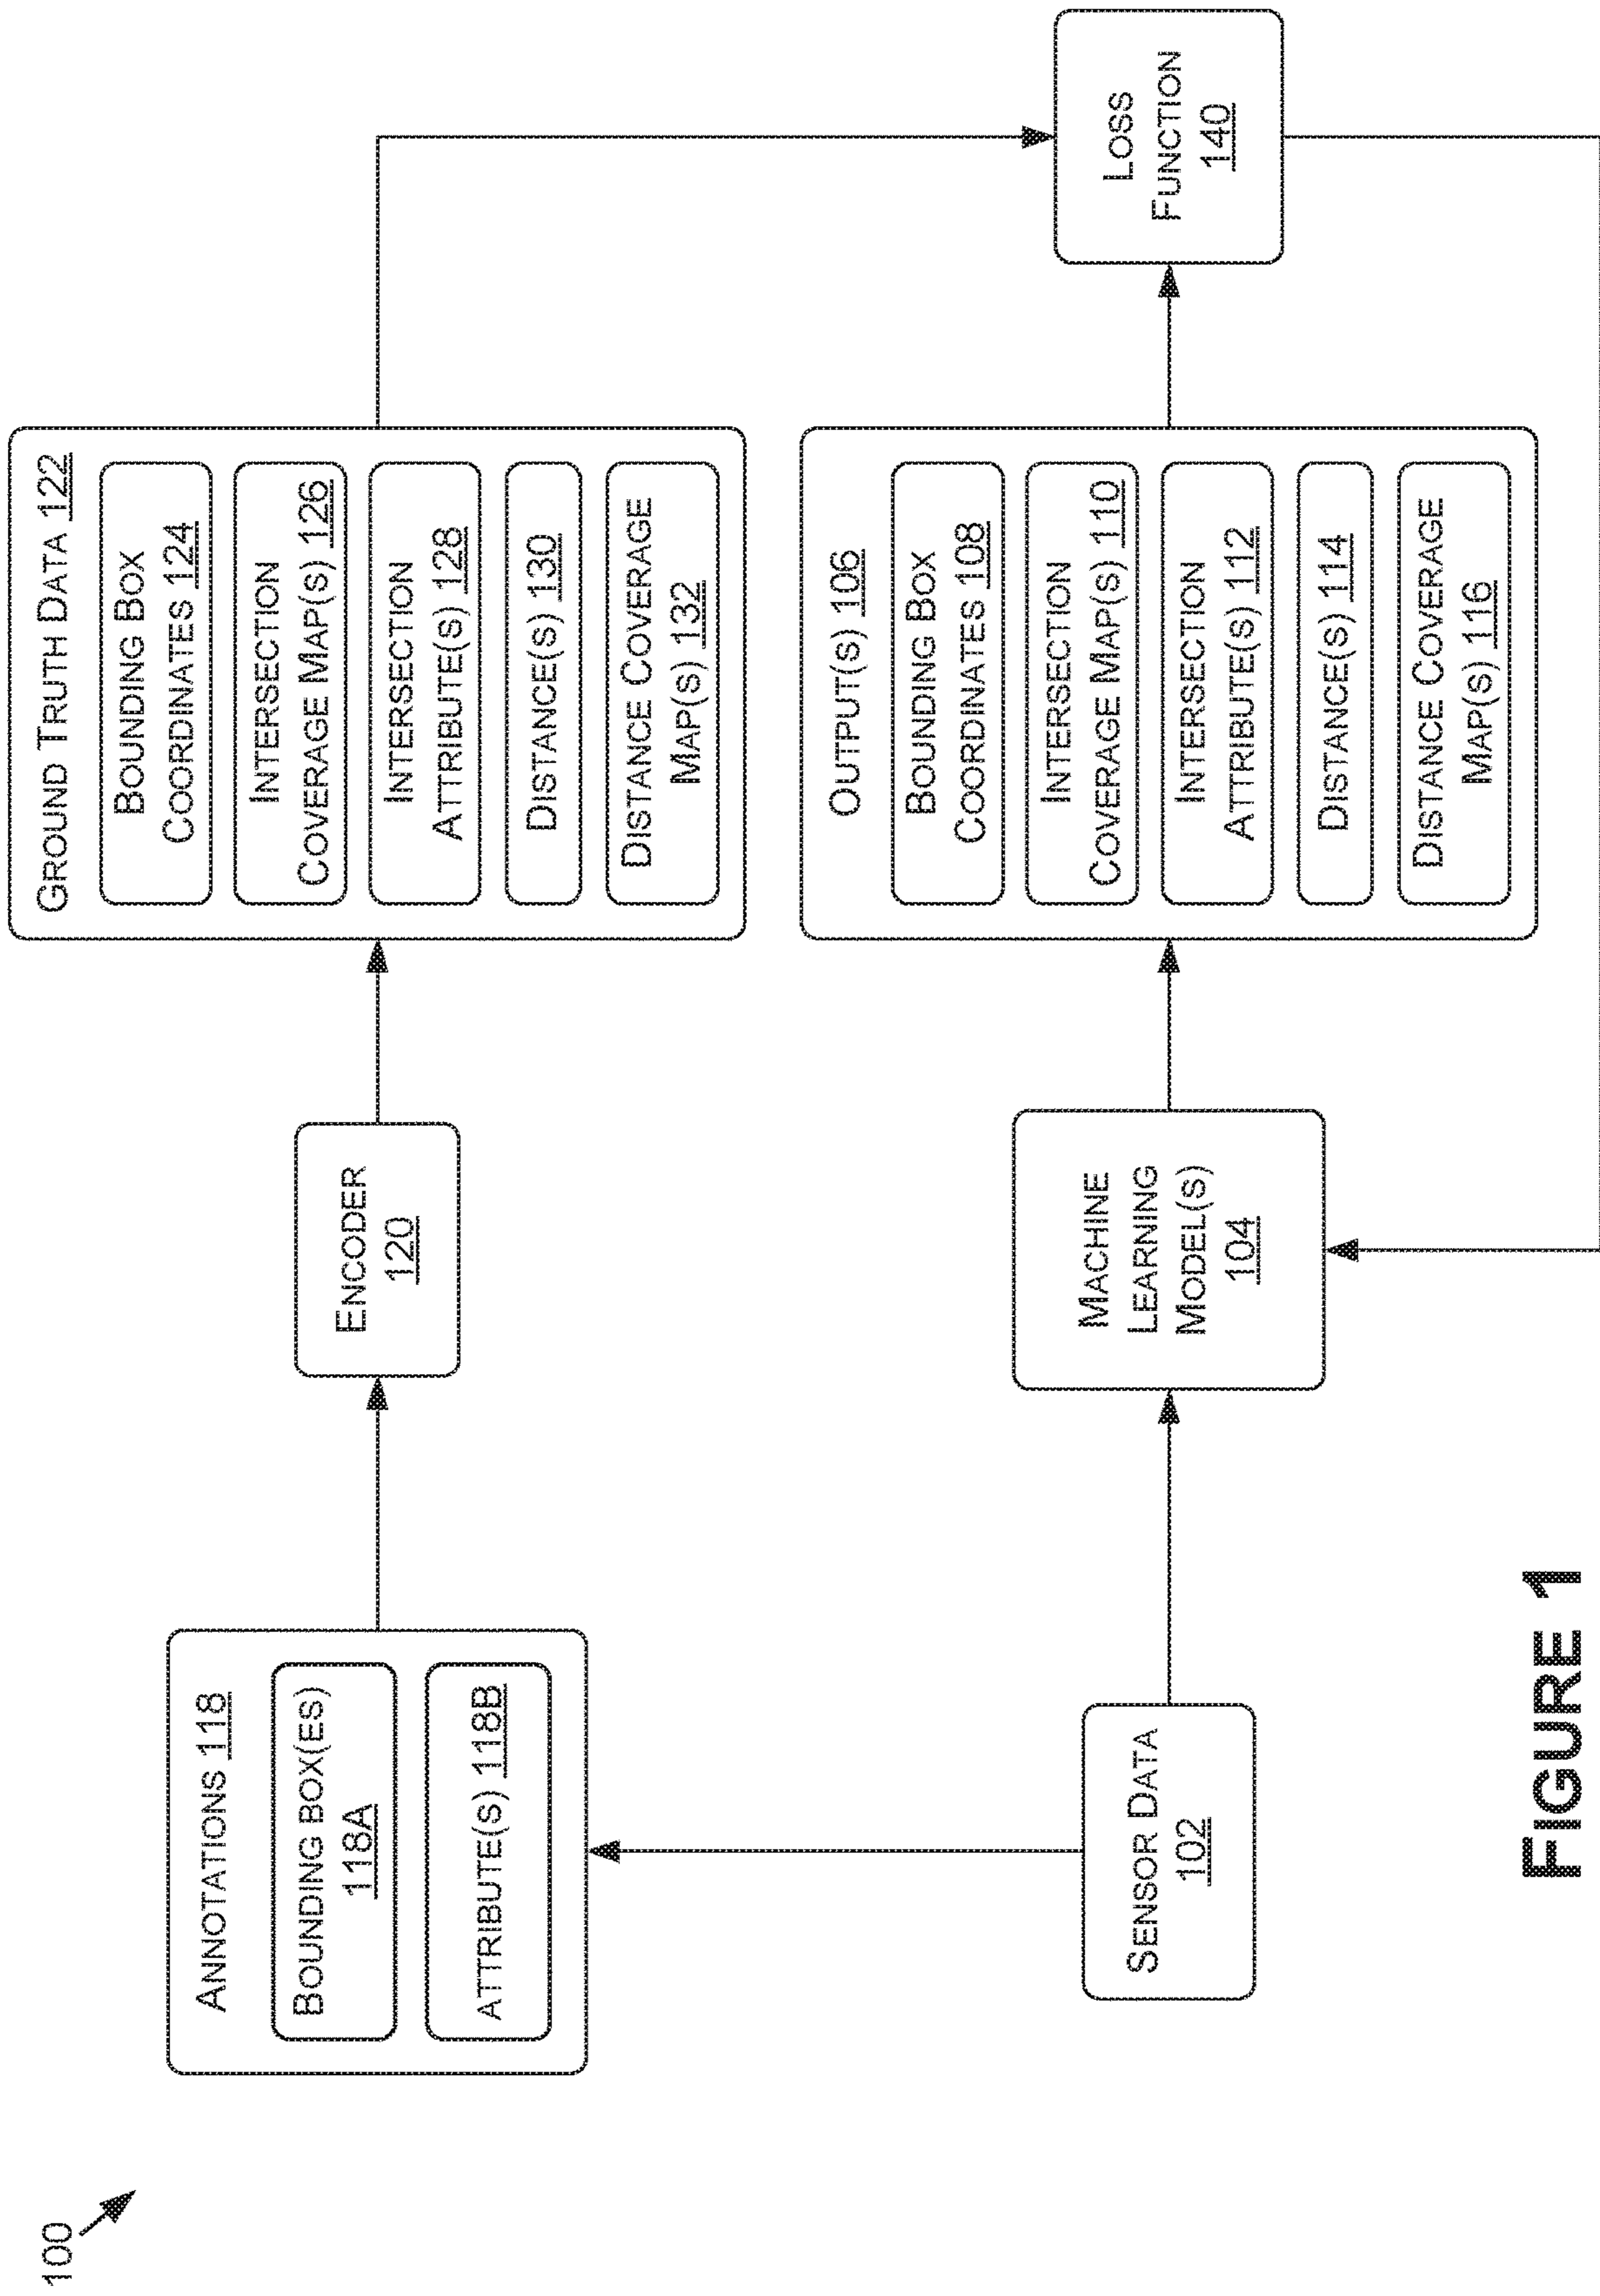 100
ANNOTATIONS 118
BOUNDING BOX(ES)
118A
ATTRIBUTE(S) 118B
ENCODER
120
GROUND TRUTH DATA 122
BOUNDING BOX
COORDINATES 124
INTERSECTION
COVERAGE MAP(S) 126
INTERSECTION
ATTRIBUTE(S) 128
DISTANCE(S) 130
DISTANCE COVERAGE
MAP(S) 132
SENSOR DATA
102
MACHINE
LEARNING
MODEL(S)
104
OUTPUT(S) 106
BOUNDING BOX
COORDINATES 108
INTERSECTION
COVERAGE MAP(S) 110
INTERSECTION
ATTRIBUTE(S) 112
DISTANCE(S) 114
DISTANCE COVERAGE
MAP(S) 116
LOSS
FUNCTION
140
FIGURE 1